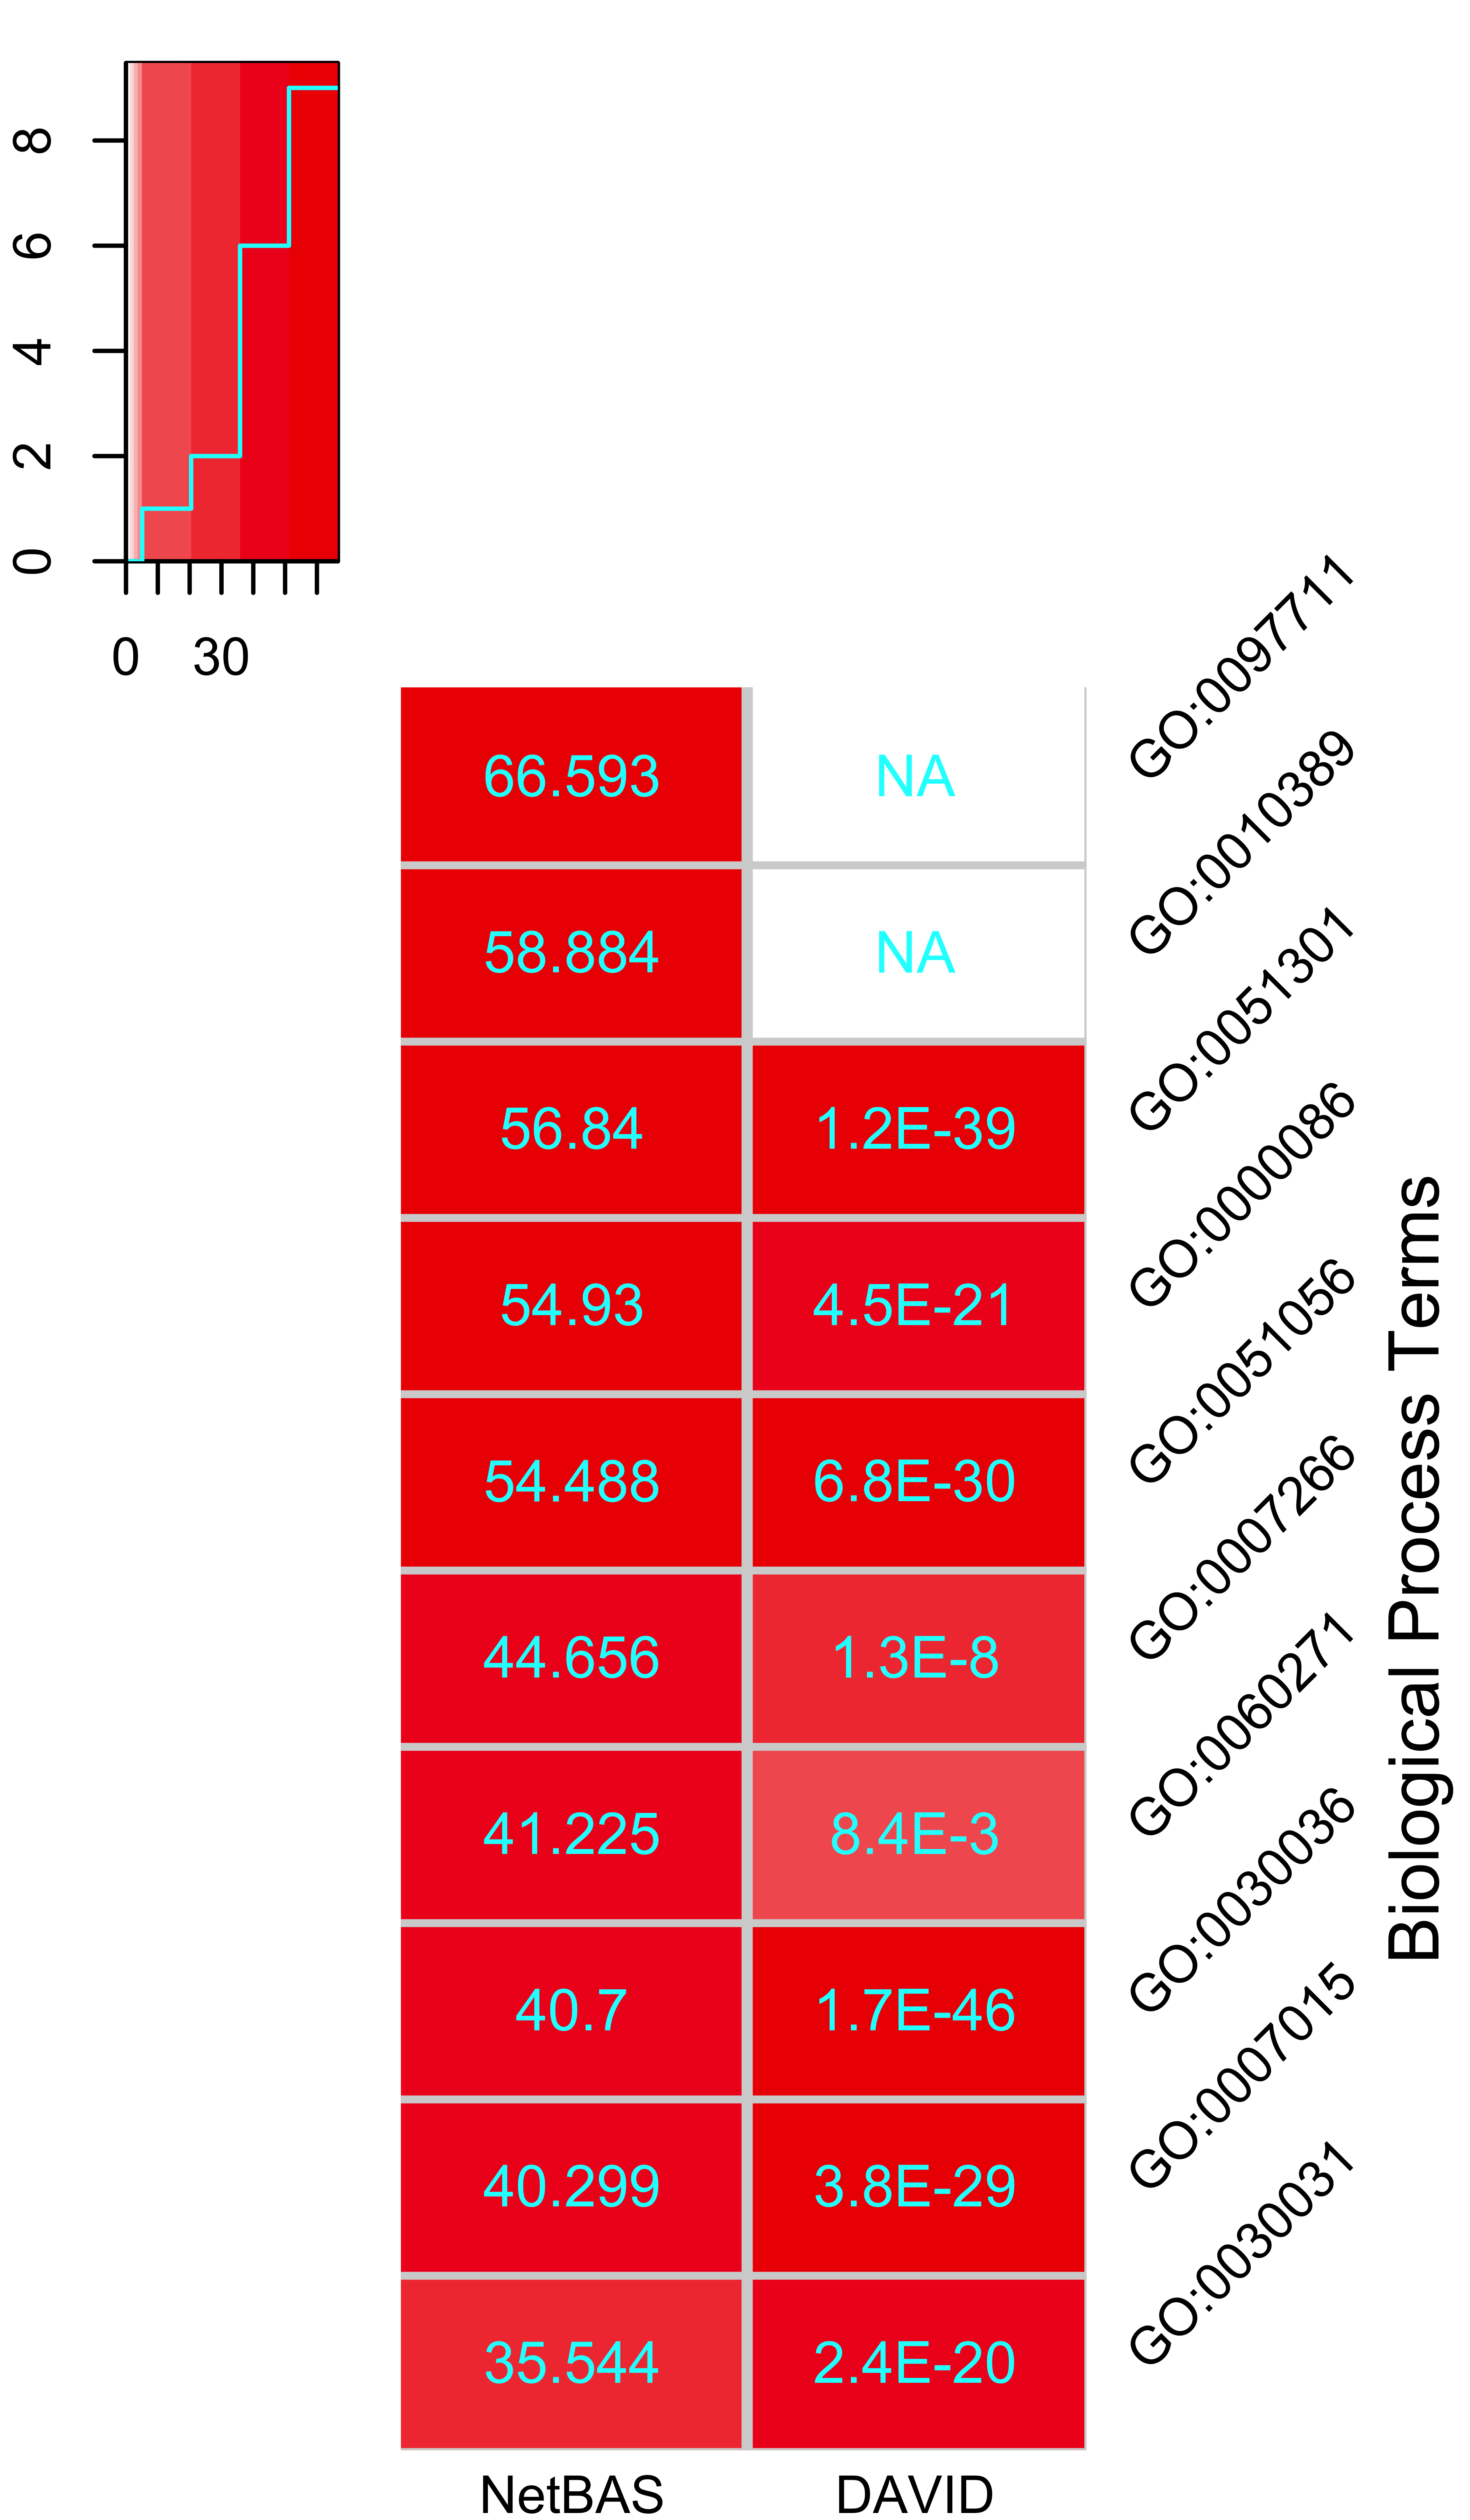 8
6
4
2
0
0 30
GO:0097711
66.593 NA
GO:0010389
58.884 NA
GO:0051301
56.84 1.2E-39
GO:0000086
54.93 4.5E-21
GO:0051056
54.488 6.8E-30
GO:0007266
44.656 1.3E-8
GO:0060271
41.225 8.4E-3
GO:0030036
40.7 1.7E-46
GO:0007015
40.299 3.8E-29
GO:0030031
35.544 2.4E-20
NetBAS DAVID
Biological Process Terms